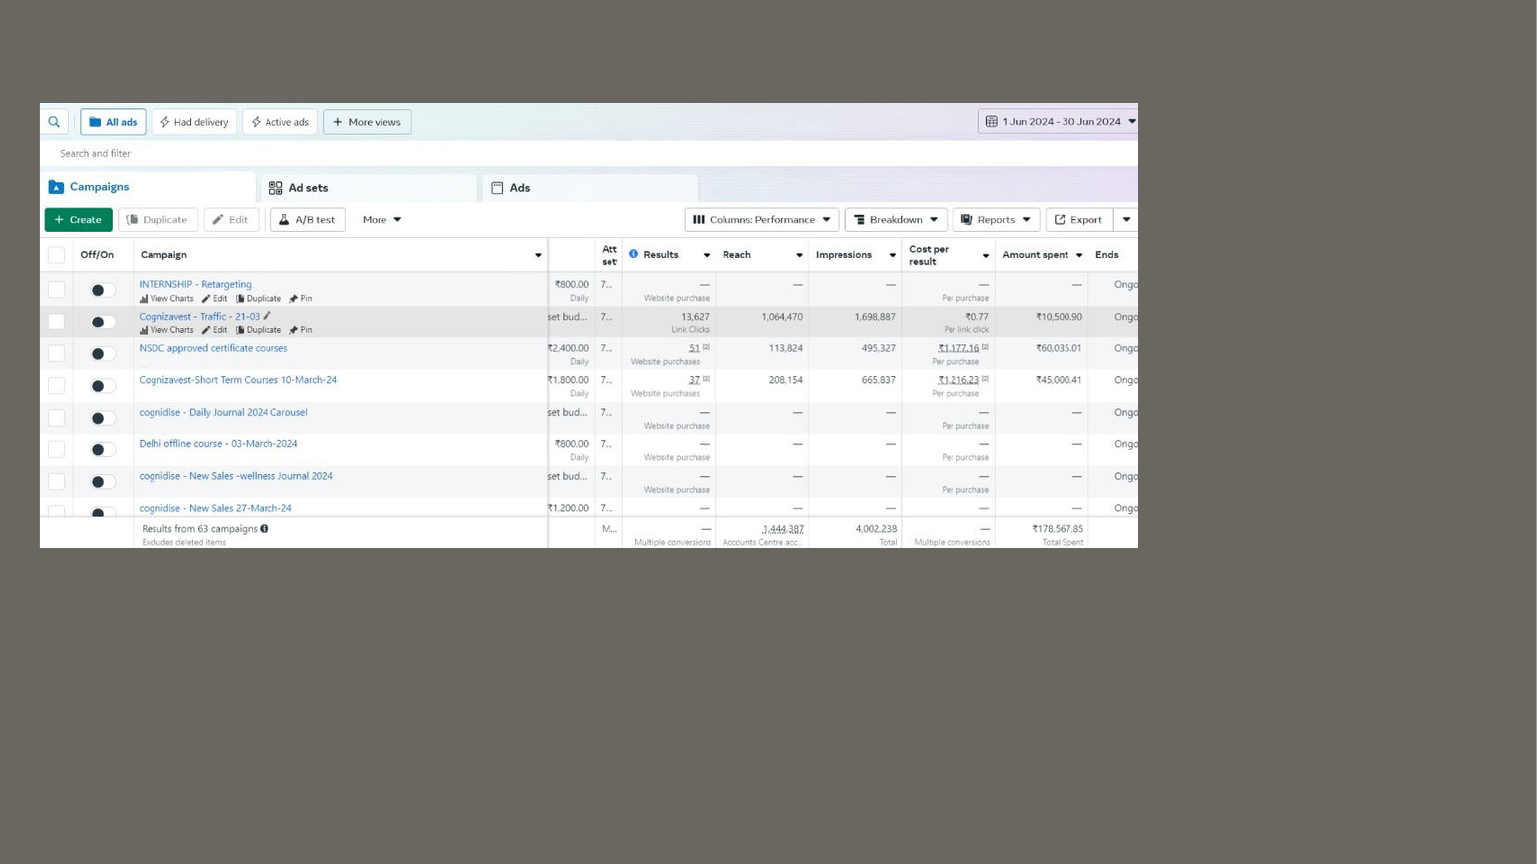 All ads Had delivery Active ads + More views 1 Jun 2024 - 30 Jun 2024
Search and filter
Campaigns Ad sets Ads
+ Create Duplicate Edit A/B test More Columns: Performance Breakdown Reports Export
Off/On Campaign Att set Results Reach Impressions Cost per result Amount spent Ends
INTERNSHIP - Retargeting ₹800.00 7... — — — — — Ongo
View Charts Edit Duplicate Pin Daily Website purchase Per purchase
Cognizavest - Traffic - 21-03 set bud... 7... 13,627 1,064,470 1,698,887 ₹0.77 ₹10,500.90 Ongo
View Charts Edit Duplicate Pin Link Clicks Per link click
NSDC approved certificate courses ₹2,400.00 7... 51 [2] 113,824 495,327 ₹1,177.16 [2] ₹60,035.01 Ongo
Daily Website purchases Per purchase
Cognizavest-Short Term Courses 10-March-24 ₹1,800.00 7... 37 [2] 208,154 665,837 ₹1,216.23 [2] ₹45,000.41 Ongo
Daily Website purchases Per purchase
cognidise - Daily Journal 2024 Carousel set bud... 7... — — — — — Ongo
Website purchase Per purchase
Delhi offline course - 03-March-2024 ₹800.00 7... — — — — — Ongo
Daily Website purchase Per purchase
cognidise - New Sales -wellness Journal 2024 set bud... 7... — — — — — Ongo
Website purchase Per purchase
cognidise - New Sales 27-March-24 ₹1,200.00 7... — — — — — Ongo
Results from 63 campaigns M... — 1,444,387 4,002,238 — ₹178,567.85
Excludes deleted items Multiple conversions Accounts Centre acc... Total Multiple conversions Total Spent